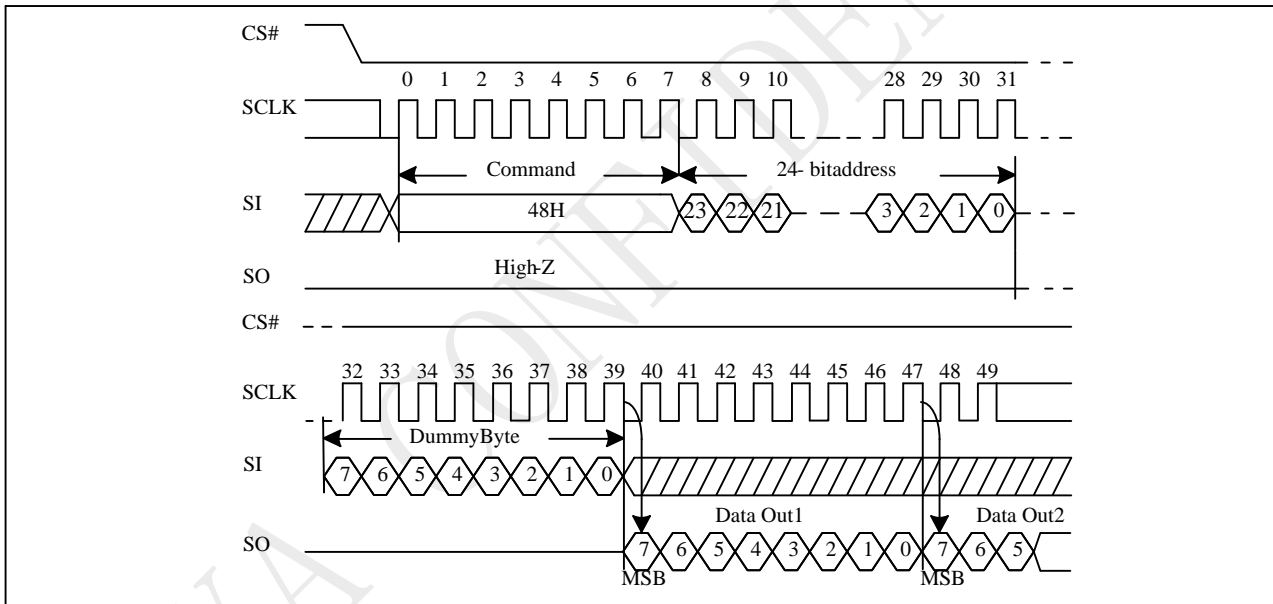 CS#
0 1 2 3 4 5 6 7 8 9 10 28 29 30 31
SCLK
Command 24- bitaddress
SI 48H 23 22 21 3 2 1 0
High-Z
SO
CS#
32 33 34 35 36 37 38 39 40 41 42 43 44 45 46 47 48 49
SCLK
DummyByte
SI 7 6 5 4 3 2 1 0
Data Out1 Data Out2
SO 7 6 5 4 3 2 1 0 7 6 5
MSB MSB